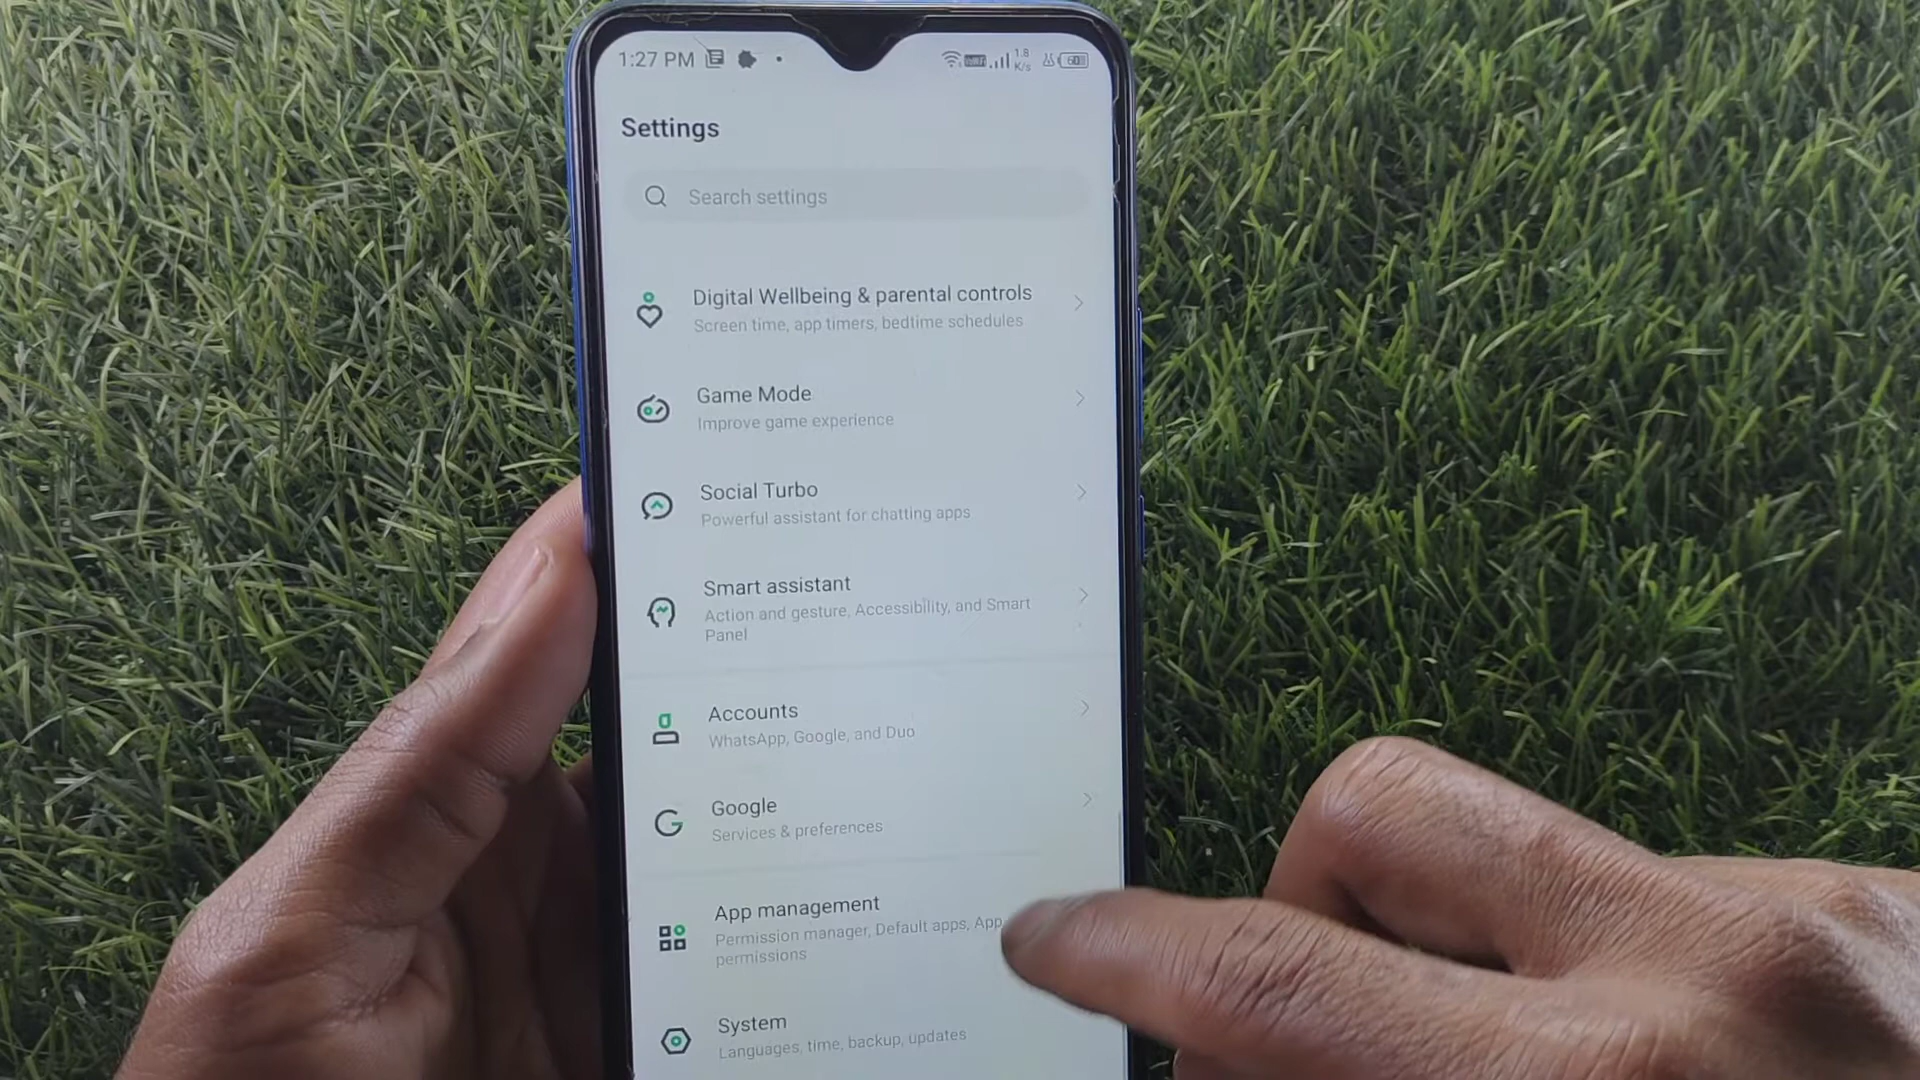 1:27 PM
1.8
K/s
60
Settings
Search settings
Digital Wellbeing & parental controls
Screen time, app timers, bedtime schedules
Game Mode
Improve game experience
Social Turbo
Powerful assistant for chatting apps
Smart assistant
Action and gesture, Accessibility, and Smart
Panel
Accounts
WhatsApp, Google, and Duo
Google
Services & preferences
App management
Permission manager, Default apps, App
permissions
System
Languages, time, backup, updates